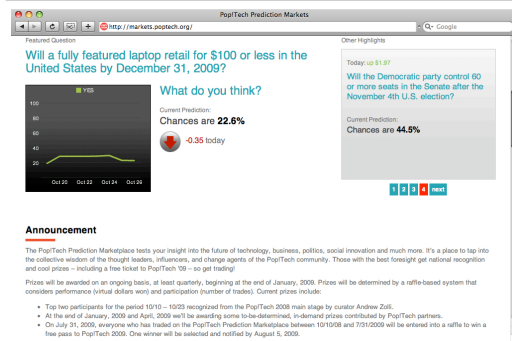 Pop!Tech Prediction Markets
http://markets.poptech.org/
Google
Featured Question
Will a fully featured laptop retail for $100 or less in the
United States by December 31, 2009?
YES
100
80
60
40
20
Oct 20 Oct 22 Oct 24 Oct 26
What do you think?
Current Prediction:
Chances are 22.6%
-0.35 today
Other Highlights
Today: up $1.97
Will the Democratic party control 60
or more seats in the Senate after the
November 4th U.S. election?
Current Prediction:
Chances are 44.5%
1 2 3 4 next
Announcement
The Pop!Tech Prediction Marketplace tests your insight into the future of technology, business, politics, social innovation and much more. It's a place to tap into
the collective wisdom of the thought leaders, influencers, and change agents of the Pop!Tech community. Those with the best foresight get national recognition
and cool prizes – including a free ticket to Pop!Tech '09 – so get trading!
Prizes will be awarded on an ongoing basis, at least quarterly, beginning at the end of January, 2009. Prizes will be determined by a raffle-based system that
considers performance (virtual dollars won) and participation (number of trades). Current prizes include:
• Top two participants for the period 10/10 – 10/23 recognized from the Pop!Tech 2008 main stage by curator Andrew Zolli.
• At the end of January, 2009 and April, 2009 we'll be awarding some to-be-determined, in-demand prizes contributed by Pop!Tech partners.
• On July 31, 2009, everyone who has traded on the Pop!Tech Prediction Marketplace between 10/10/08 and 7/31/2009 will be entered into a raffle to win a
free pass to Pop!Tech 2009. One winner will be selected and notified by August 5, 2009.